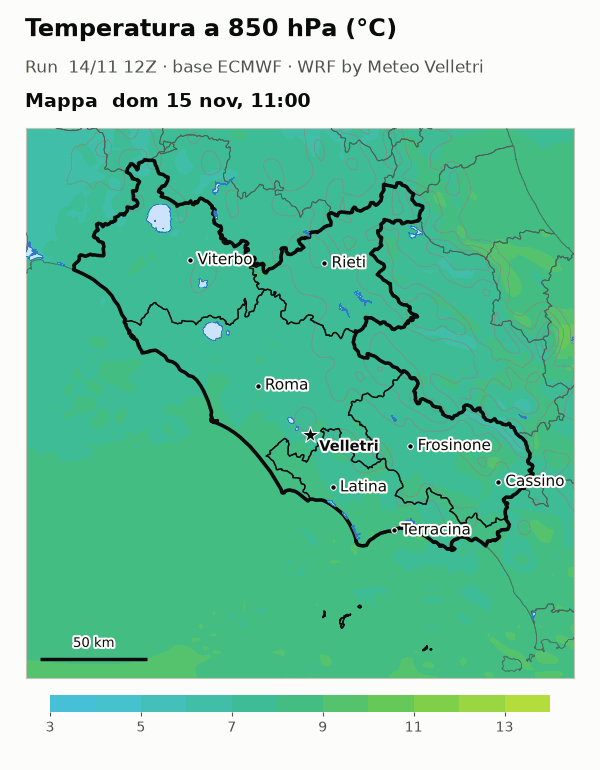 Temperatura a 850 hPa (°C)
Run  14/11 12Z · base ECMWF · WRF by Meteo Velletri
Mappa  dom 15 nov, 11:00
Viterbo
Rieti
Roma
Velletri
Frosinone
Cassino
Latina
Terracina
50 km
3 5 7 9 11 13